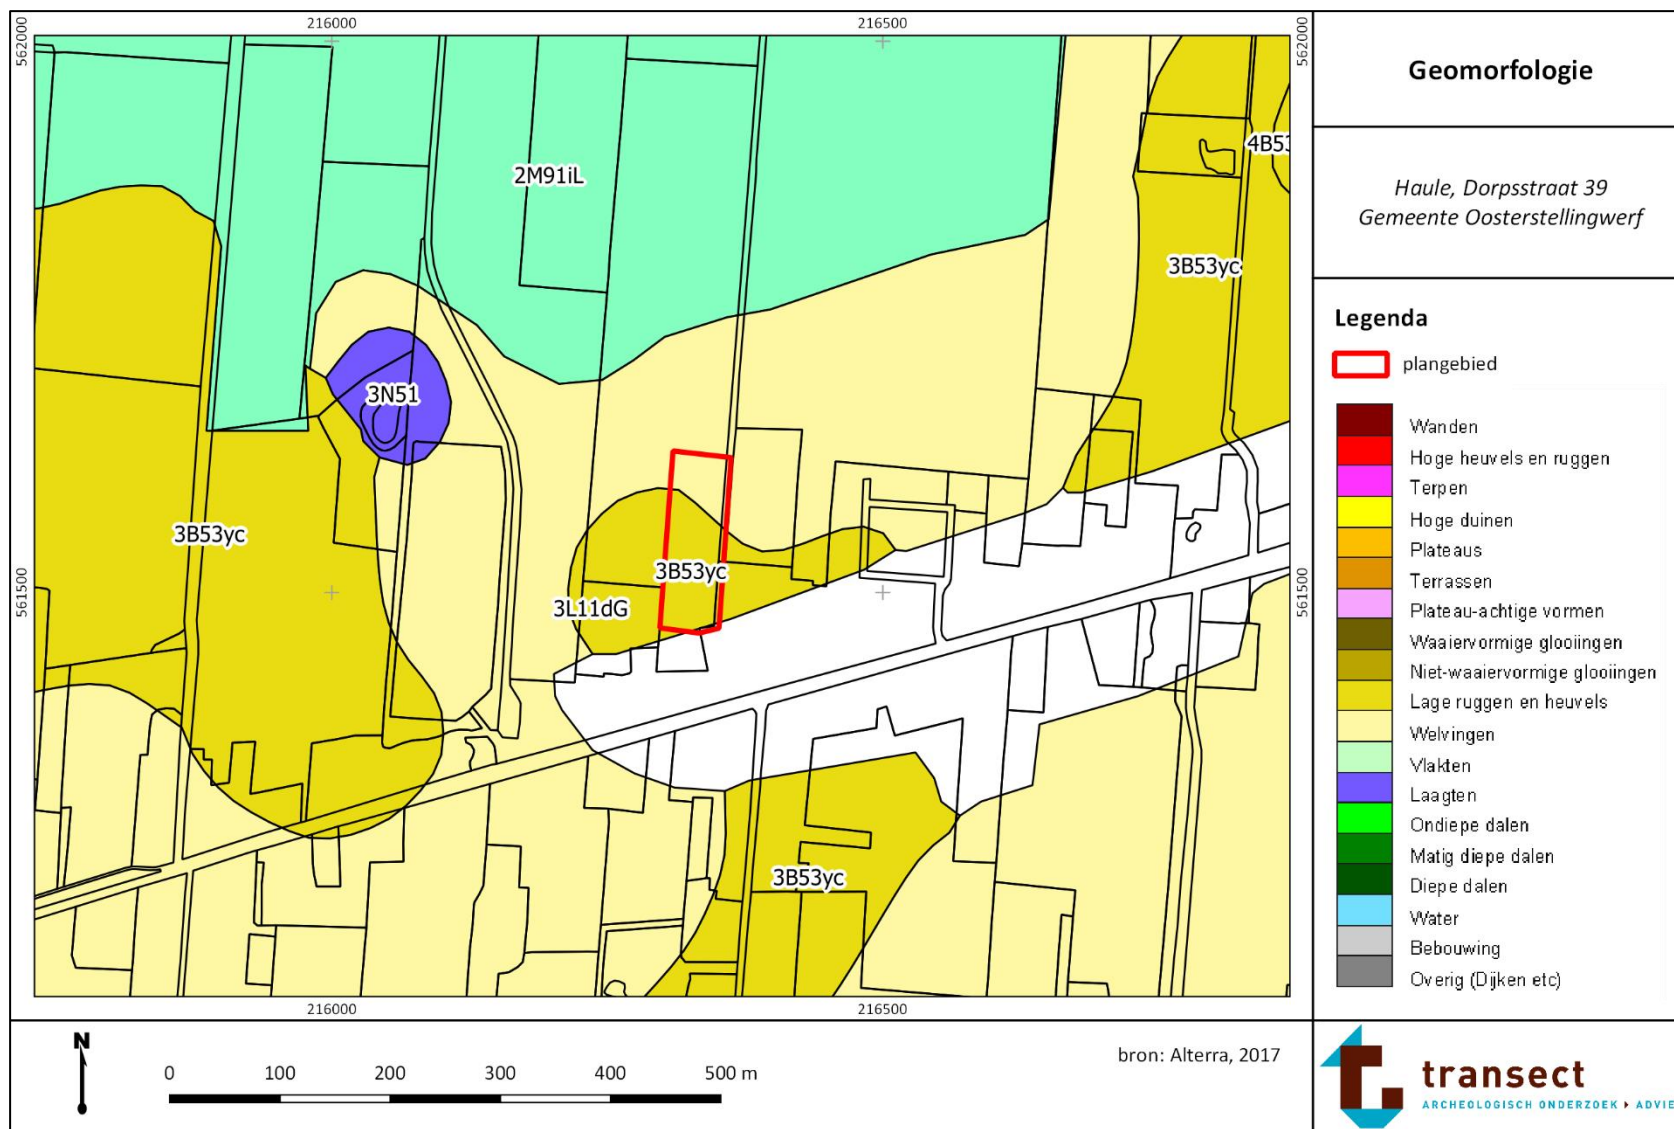 216000
216500
562000
562000
2M91iL
4B53
3B53yc
3N51
3B53yc
3B53yc
3L11dG
561500
561500
3B53yc
216000
216500
Geomorfologie
Haule, Dorpsstraat 39
Gemeente Oosterstellingwerf
Legenda
plangebied
Wanden
Hoge heuvels en ruggen
Terpen
Hoge duinen
Plateaus
Terrassen
Plateau-achtige vormen
Waaiervormige glooiingen
Niet-waaiervormige glooiingen
Lage ruggen en heuvels
Welvingen
Vlakten
Laagten
Ondiepe dalen
Matig diepe dalen
Diepe dalen
Water
Bebouwing
Overig (Dijken etc)
N
0 100 200 300 400 500 m
bron: Alterra, 2017
transect
ARCHEOLOGISCH ONDERZOEK ▸ ADVIE